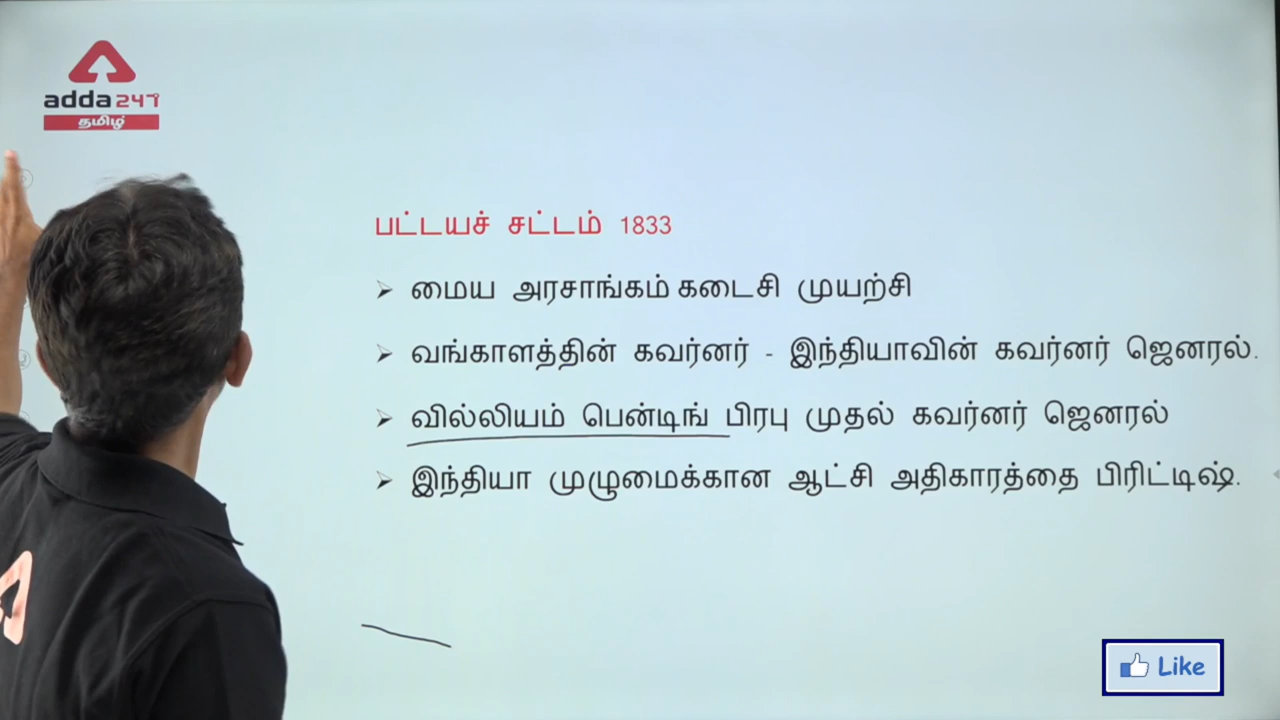 adda247
தமிழ்
பட்டயச் சட்டம் 1833
➢ மைய அரசாங்கம் கடைசி முயற்சி
➢ வங்காளத்தின் கவர்னர் - இந்தியாவின் கவர்னர் ஜெனரல்.
➢ வில்லியம் பென்டிங் பிரபு முதல் கவர்னர் ஜெனரல்
➢ இந்தியா முழுமைக்கான ஆட்சி அதிகாரத்தை பிரிட்டிஷ்.
Like